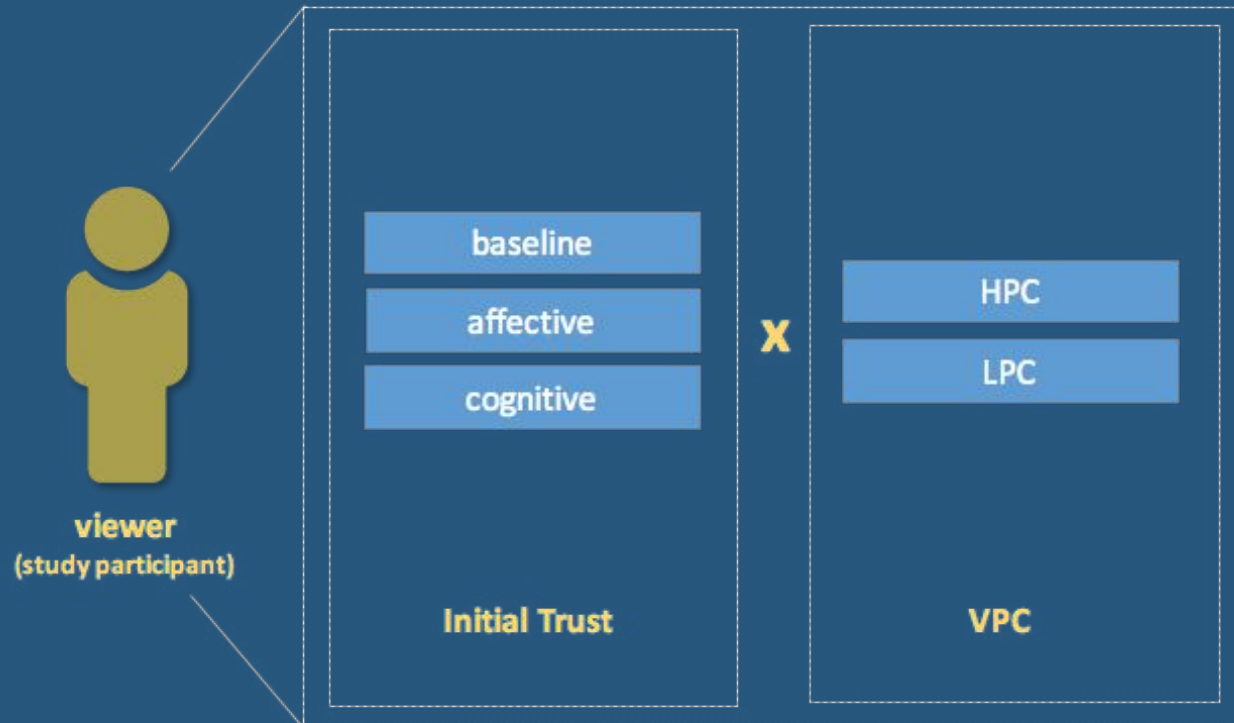 baseline
affective
cognitive
X
HPC
LPC
viewer
(study participant)
Initial Trust
VPC